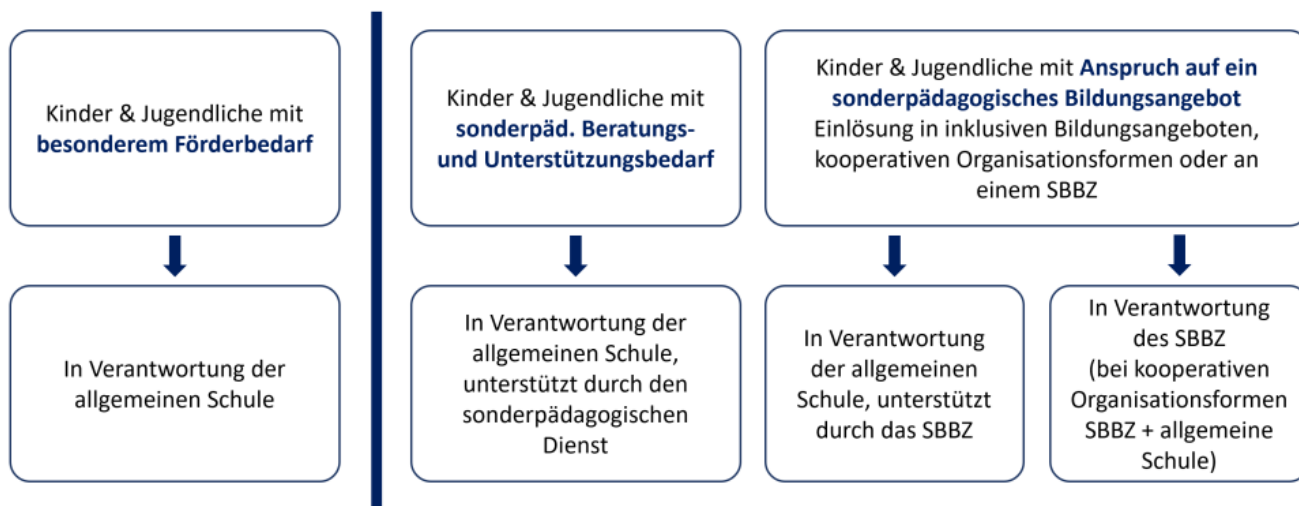 Kinder & Jugendliche mit
besonderem Förderbedarf
Kinder & Jugendliche mit
sonderpäd. Beratungs-
und Unterstützungsbedarf
Kinder & Jugendliche mit Anspruch auf ein
sonderpädagogisches Bildungsangebot
Einlösung in inklusiven Bildungsangeboten,
kooperativen Organisationsformen oder an
einem SBBZ
In Verantwortung der
allgemeinen Schule
In Verantwortung der
allgemeinen Schule,
unterstützt durch den
sonderpädagogischen
Dienst
In Verantwortung
der allgemeinen
Schule, unterstützt
durch das SBBZ
In Verantwortung
des SBBZ
(bei kooperativen
Organisationsformen
SBBZ + allgemeine
Schule)